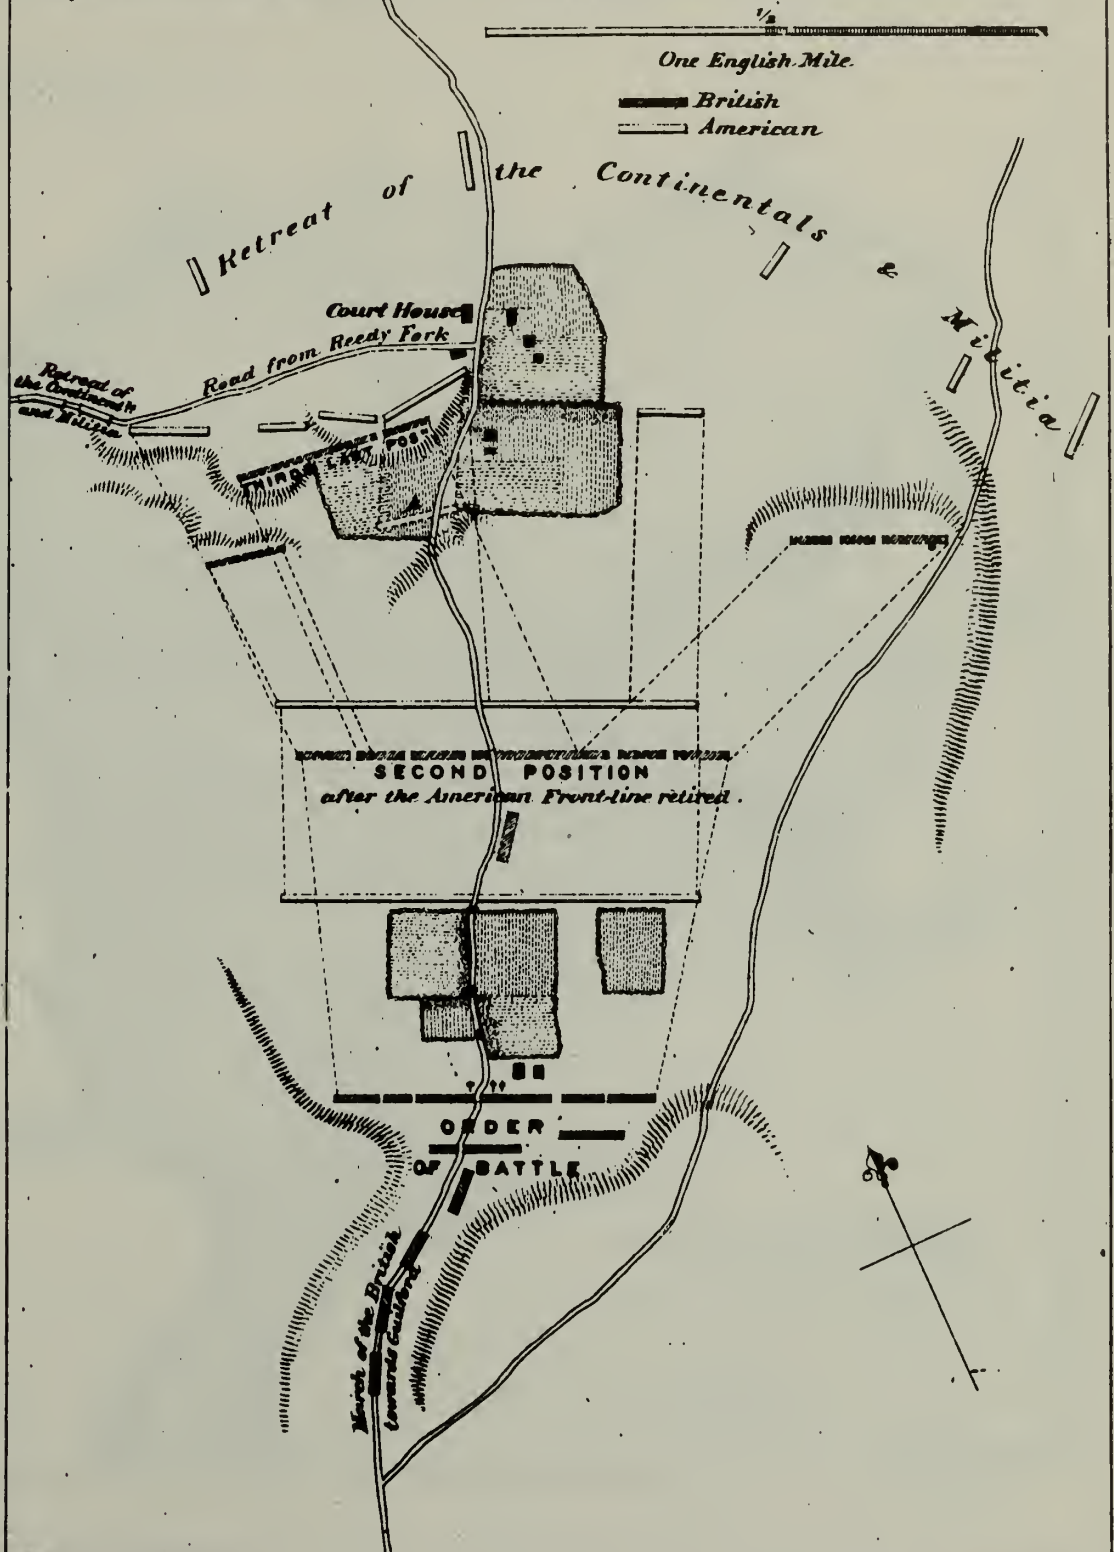 1/2
One English Mile.
British
American
Retreat of the Continentals & Militia
Court House
Road from Reedy Fork
Retreat of
the Continentals
and Militia
THIRD & LAST POSN
SECOND POSITION
after the American Front-line retired.
ORDER
OF BATTLE
March of the British
towards Guilford